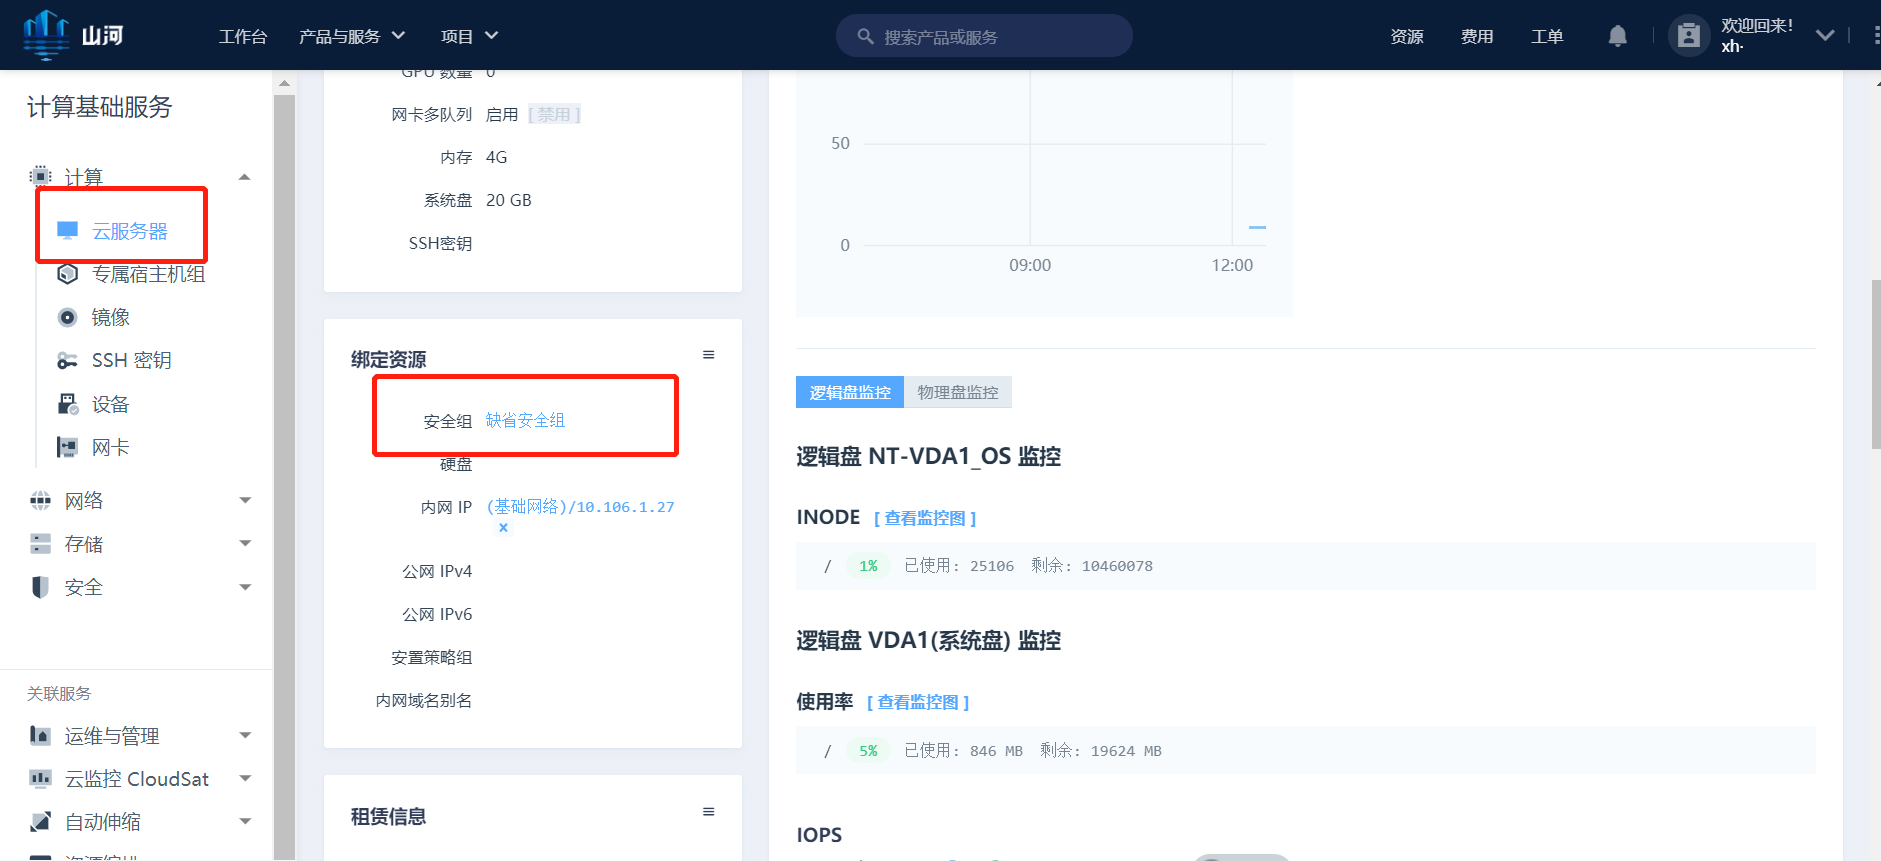 山河
工作台
产品与服务
项目
搜索产品或服务
资源
费用
工单
欢迎回来!
xh·
计算基础服务
计算
云服务器
专属宿主机组
镜像
SSH 密钥
设备
网卡
网络
存储
安全
关联服务
运维与管理
云监控 CloudSat
自动伸缩
GPU 数量 0
网卡多队列 启用 [ 禁用 ]
内存 4G
系统盘 20 GB
SSH密钥
绑定资源
安全组 缺省安全组
硬盘
内网 IP (基础网络)/10.106.1.27
×
公网 IPv4
公网 IPv6
安置策略组
内网域名别名
租赁信息
50
0
09:00 12:00
逻辑盘监控 物理盘监控
逻辑盘 NT-VDA1_OS 监控
INODE [ 查看监控图 ]
/ 1% 已使用: 25106 剩余: 10460078
逻辑盘 VDA1(系统盘) 监控
使用率 [ 查看监控图 ]
/ 5% 已使用: 846 MB 剩余: 19624 MB
IOPS